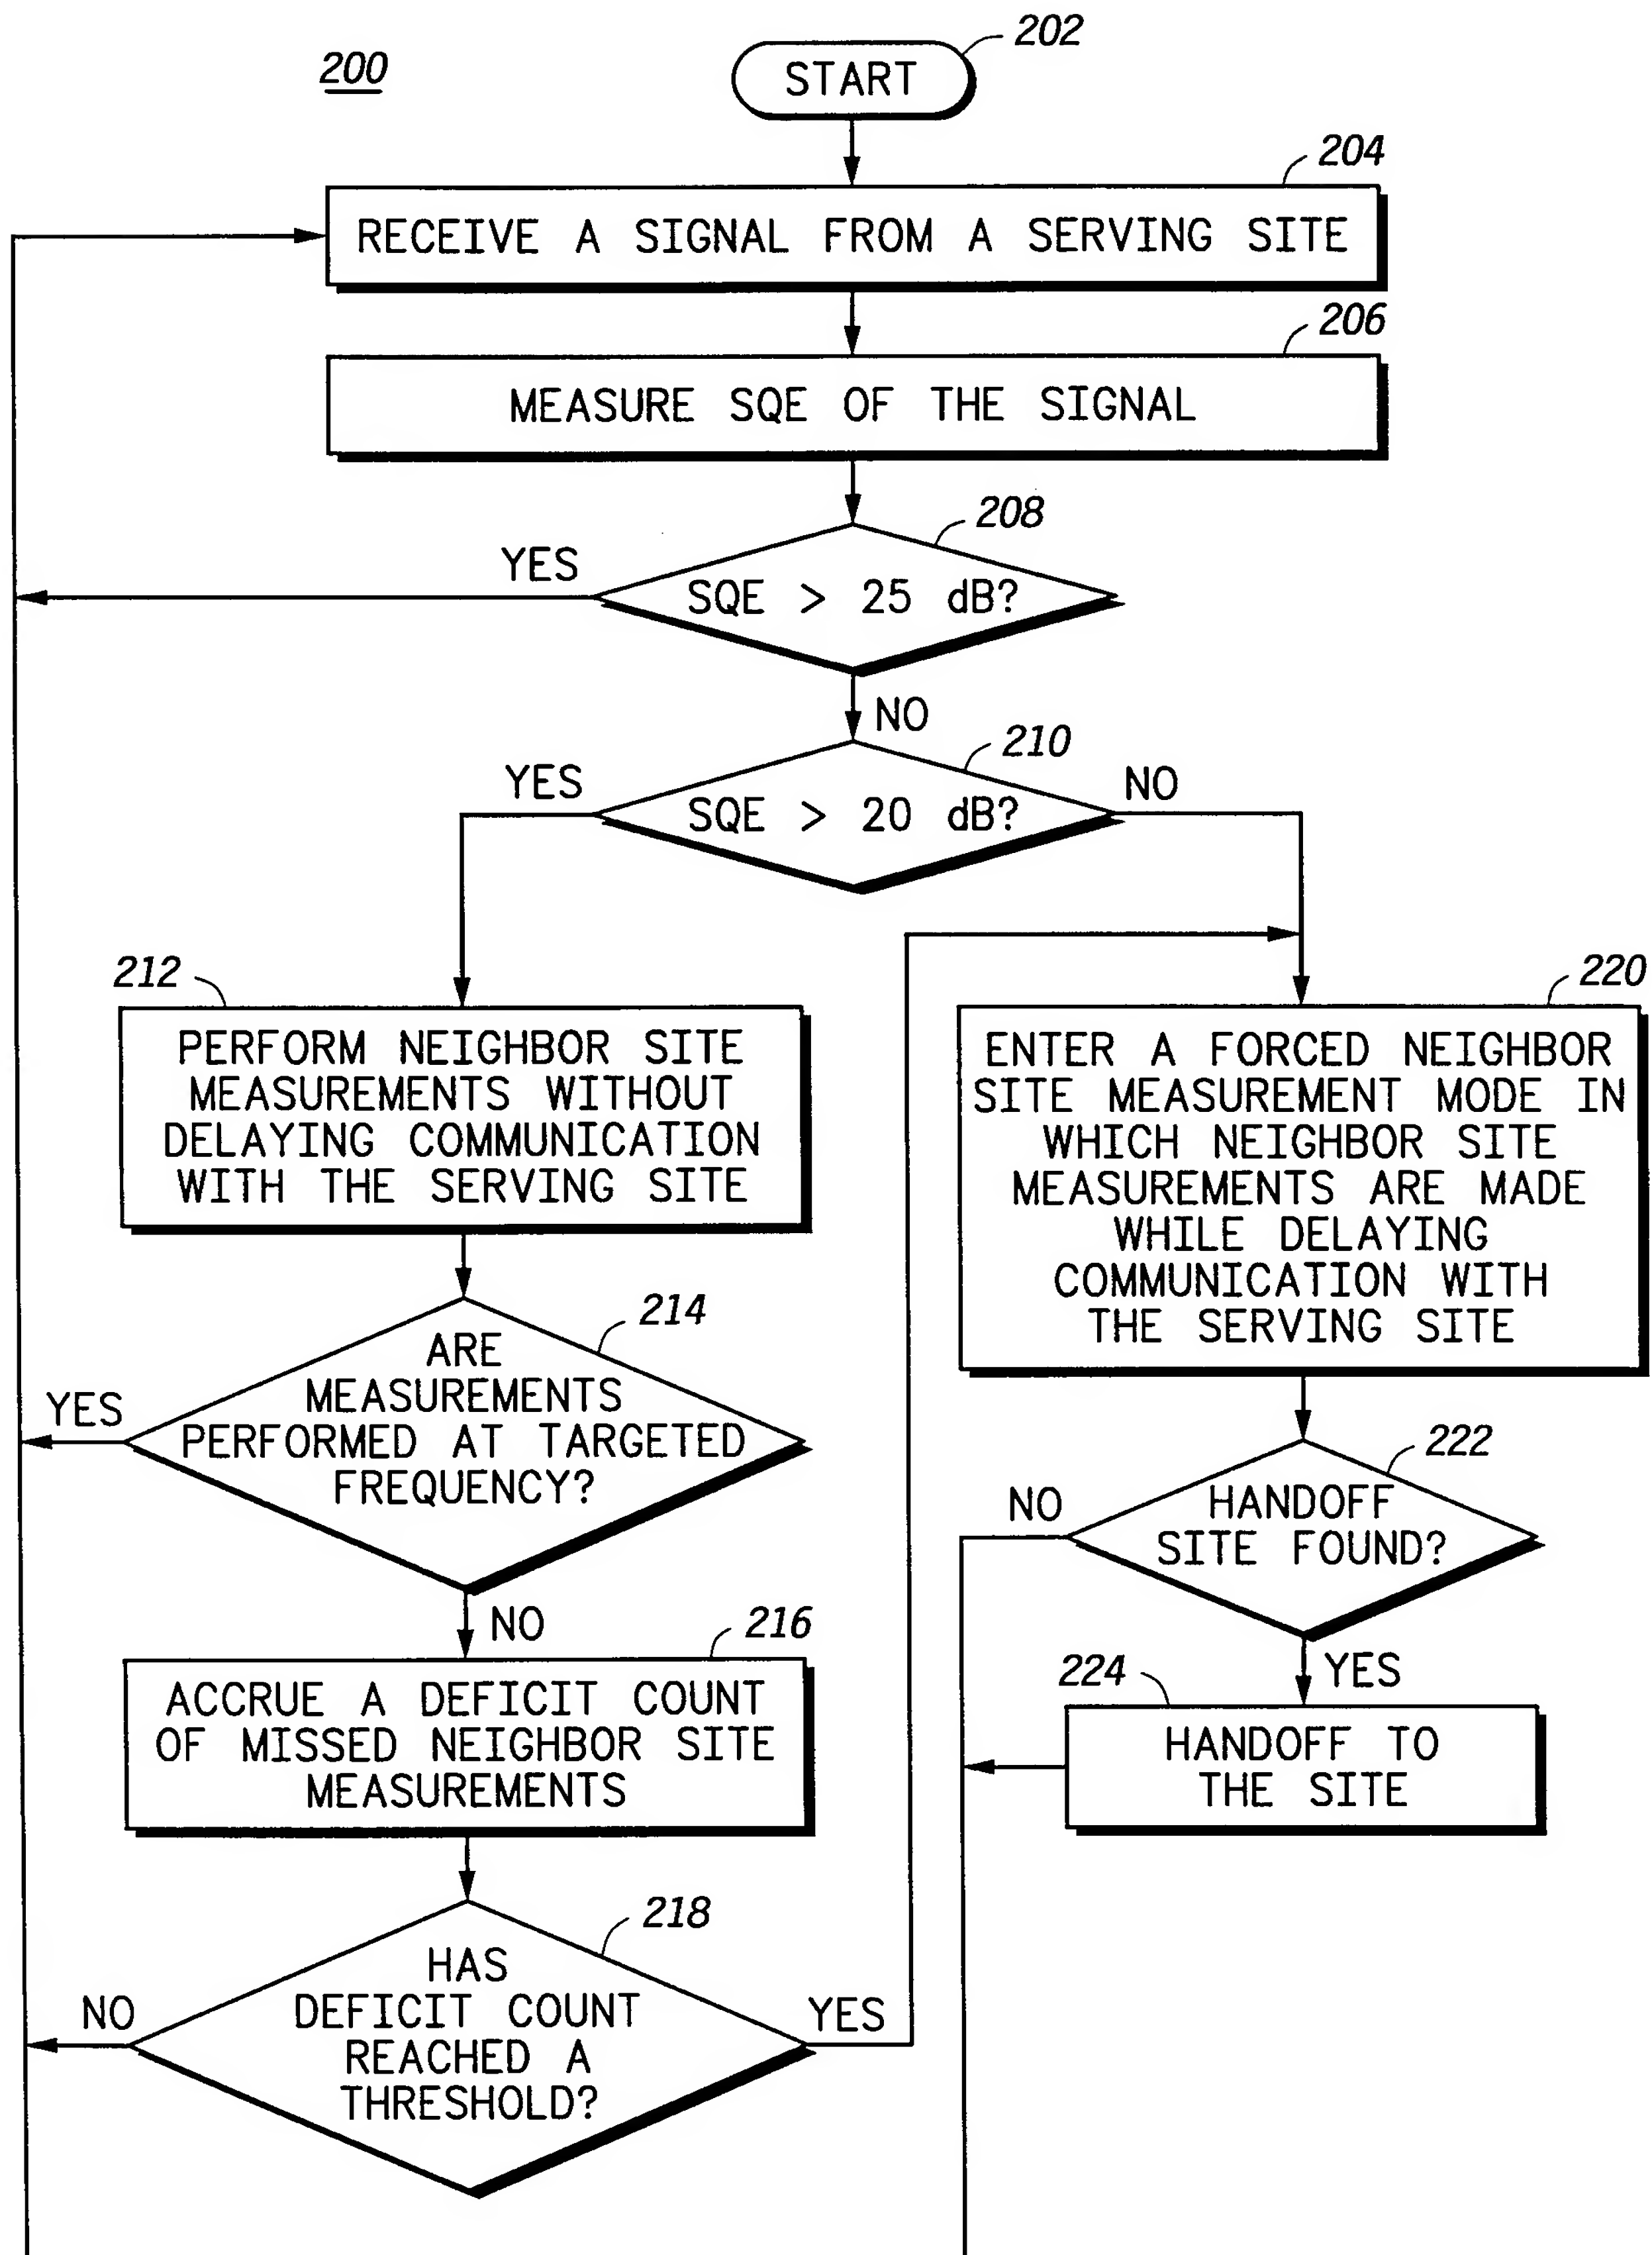 200
202
START
204
RECEIVE A SIGNAL FROM A SERVING SITE
206
MEASURE SQE OF THE SIGNAL
208
YES
SQE > 25 dB?
NO
210
YES
SQE > 20 dB?
NO
212
PERFORM NEIGHBOR SITE
MEASUREMENTS WITHOUT
DELAYING COMMUNICATION
WITH THE SERVING SITE
220
ENTER A FORCED NEIGHBOR
SITE MEASUREMENT MODE IN
WHICH NEIGHBOR SITE
MEASUREMENTS ARE MADE
WHILE DELAYING
COMMUNICATION WITH
THE SERVING SITE
214
YES
ARE
MEASUREMENTS
PERFORMED AT TARGETED
FREQUENCY?
NO
222
NO
HANDOFF
SITE FOUND?
YES
216
ACCRUE A DEFICIT COUNT
OF MISSED NEIGHBOR SITE
MEASUREMENTS
224
HANDOFF TO
THE SITE
218
NO
HAS
DEFICIT COUNT
REACHED A
THRESHOLD?
YES